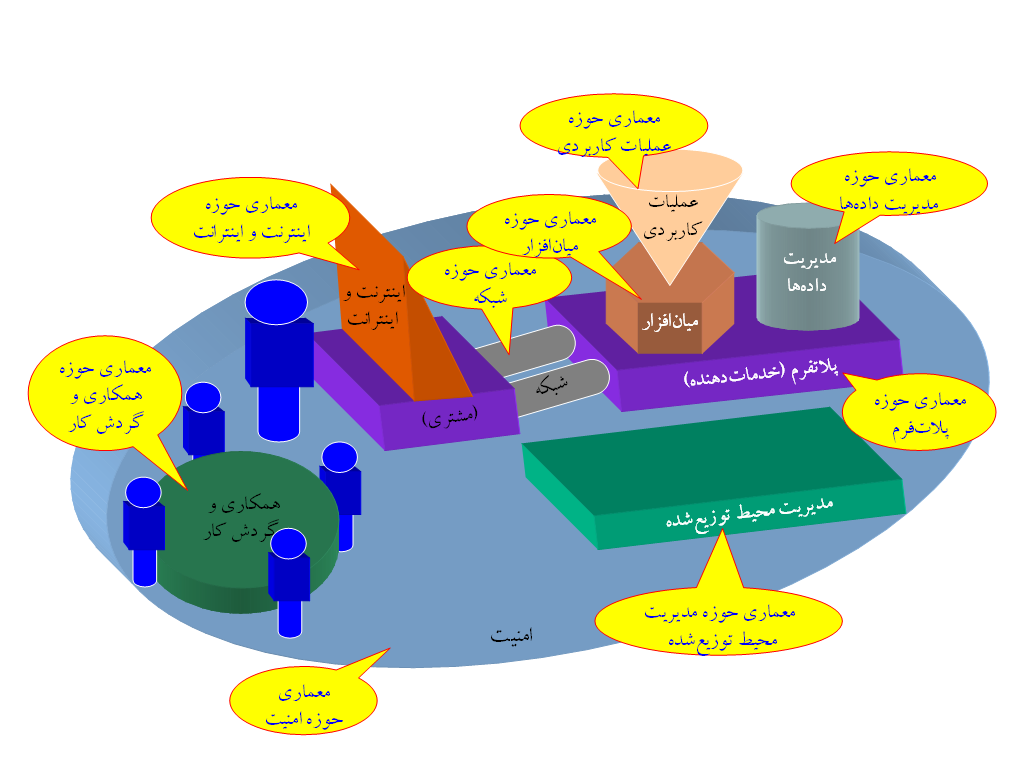 معماری حوزه
عملیات کاربردی
معماری حوزه
مدیریت داده‌ها
معماری حوزه
اینترنت و اینترانت
عملیات
کاربردی
معماری حوزه
میان‌افزار
معماری حوزه
شبکه
مدیریت
داده‌ها
اینترنت و
اینترانت
میان‌افزار
پلاتفرم (خدمات‌دهنده)
شبکه
(مشتری)
معماری حوزه
همکاری و
گردش کار
معماری حوزه
پلات‌فرم
همکاری و
گردش کار
مدیریت محیط توزیع‌شده
معماری حوزه مدیریت
محیط توزیع‌شده
امنیت
معماری
حوزه امنیت